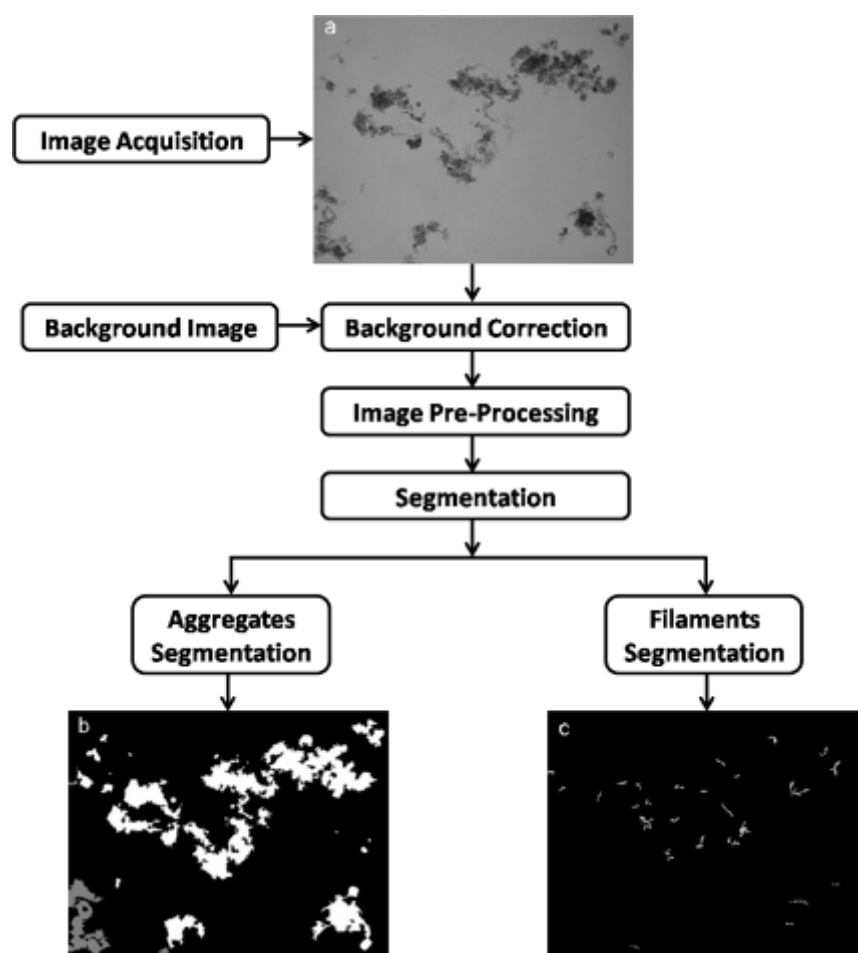 a
Image Acquisition
Background Image
Background Correction
Image Pre-Processing
Segmentation
Aggregates
Segmentation
Filaments
Segmentation
b
c